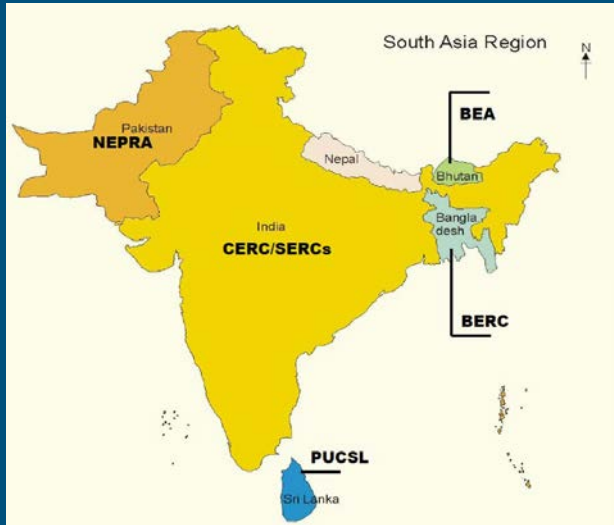 South Asia Region
N
BEA
Pakistan
NEPRA
Nepal
Bhutan
India
Bangla
desh
CERC/SERCs
BERC
PUCSL
Sri Lanka